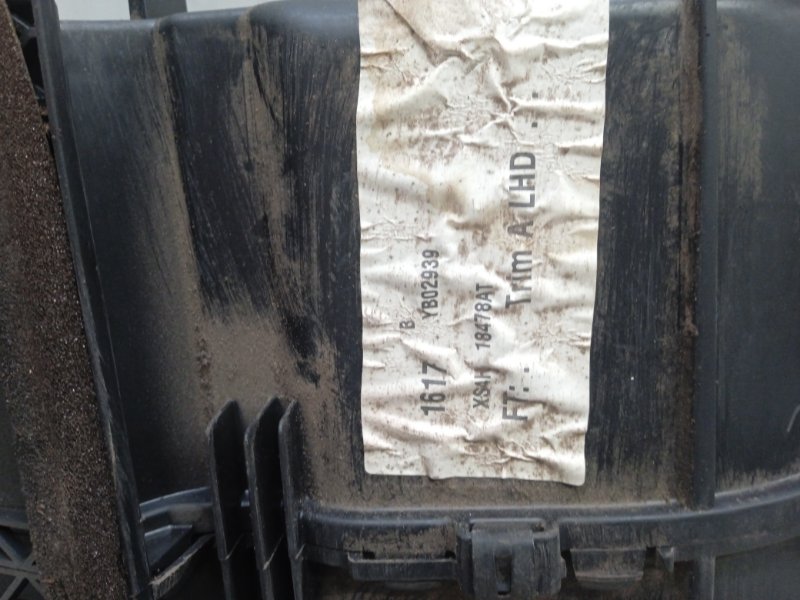 B
1617 YB02939
XS4H 18478AT
FT: . Trim A LHD . .